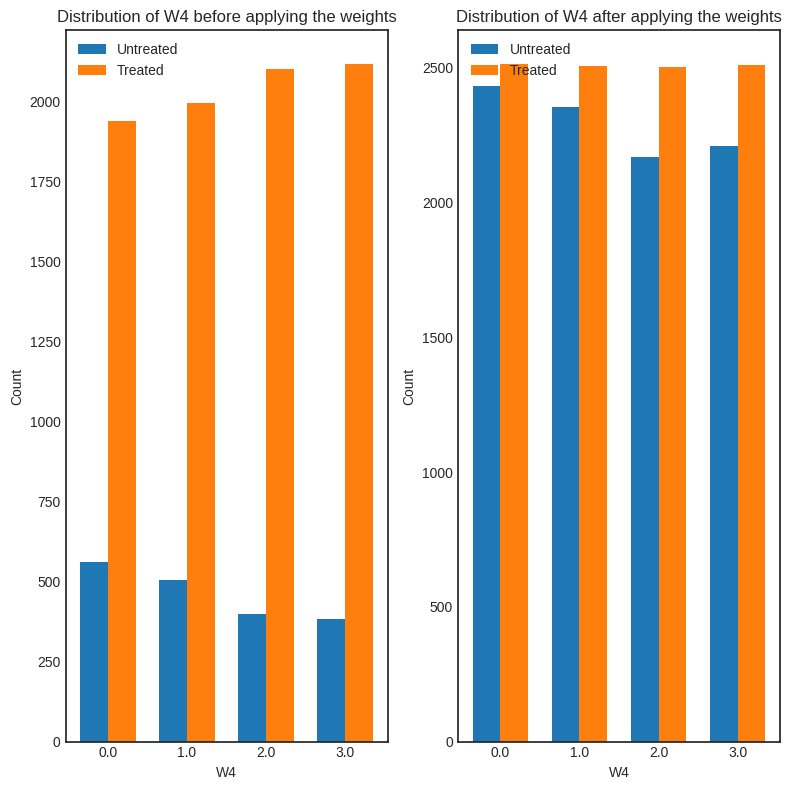 Distribution of W4 before applying the weights
Untreated
Treated
2000
1750
1500
1250
1000
750
500
250
0
Count
0.0 1.0 2.0 3.0
W4
Distribution of W4 after applying the weights
Untreated
Treated
2500
2000
1500
1000
500
0
Count
0.0 1.0 2.0 3.0
W4